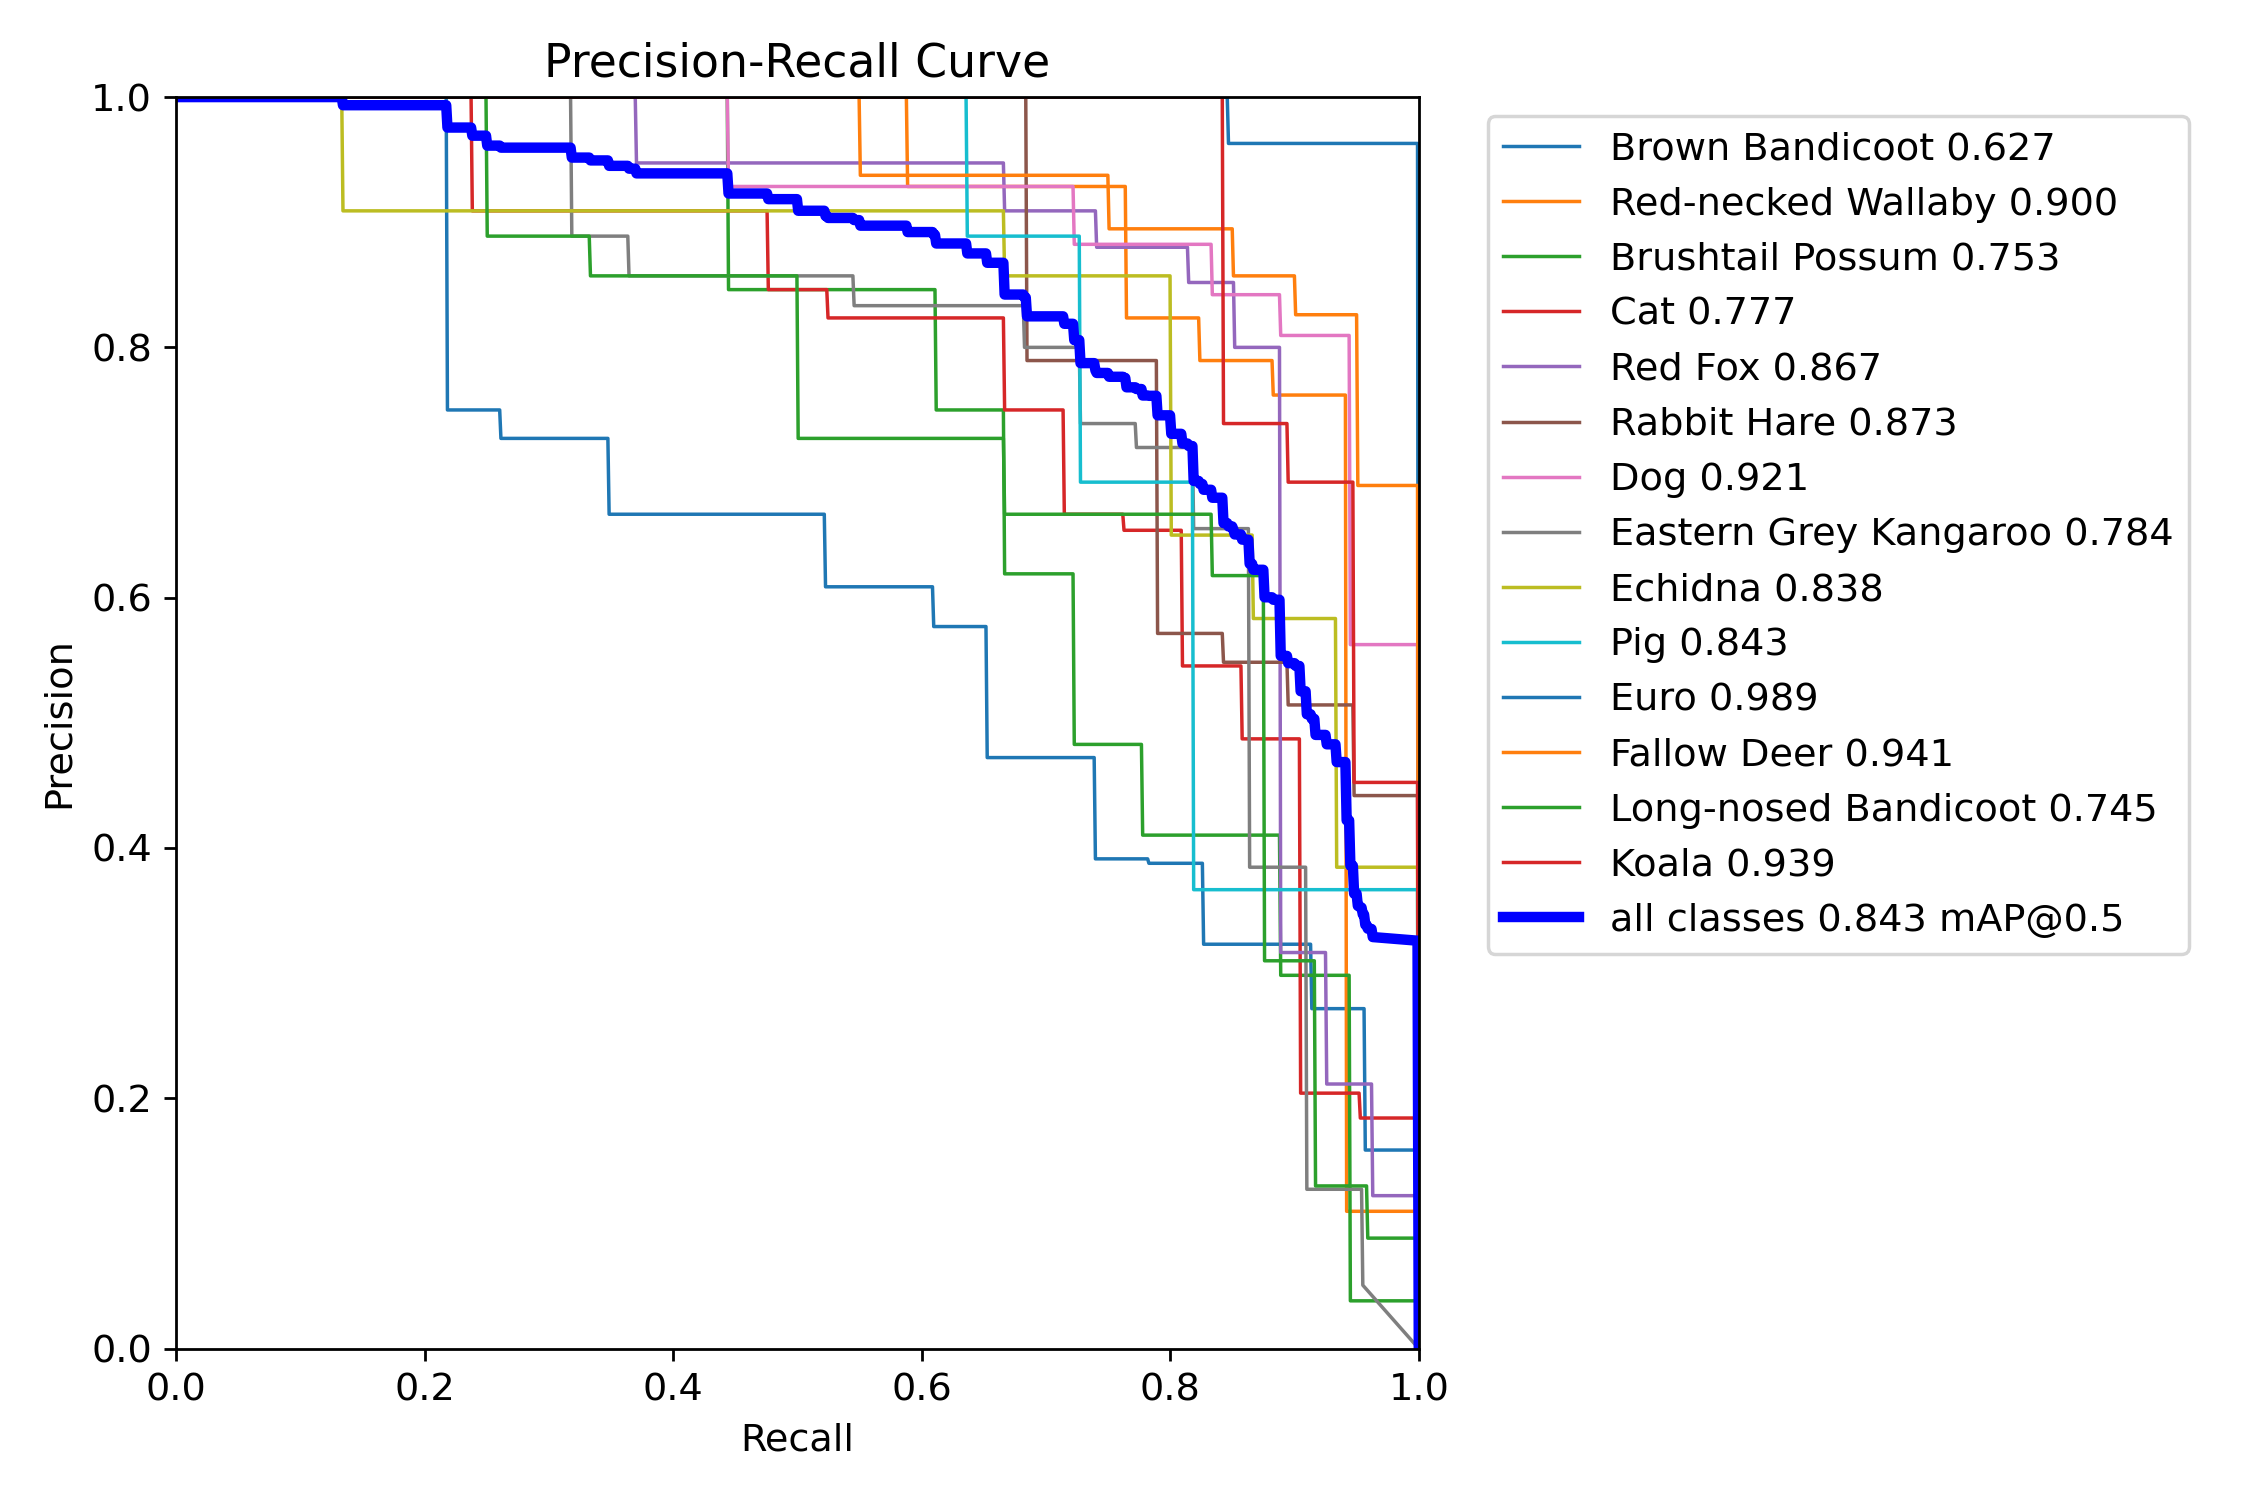 Precision-Recall Curve
1.0
0.8
0.6
0.4
0.2
0.0
Precision
0.0 0.2 0.4 0.6 0.8 1.0
Recall
Brown Bandicoot 0.627
Red-necked Wallaby 0.900
Brushtail Possum 0.753
Cat 0.777
Red Fox 0.867
Rabbit Hare 0.873
Dog 0.921
Eastern Grey Kangaroo 0.784
Echidna 0.838
Pig 0.843
Euro 0.989
Fallow Deer 0.941
Long-nosed Bandicoot 0.745
Koala 0.939
all classes 0.843 mAP@0.5